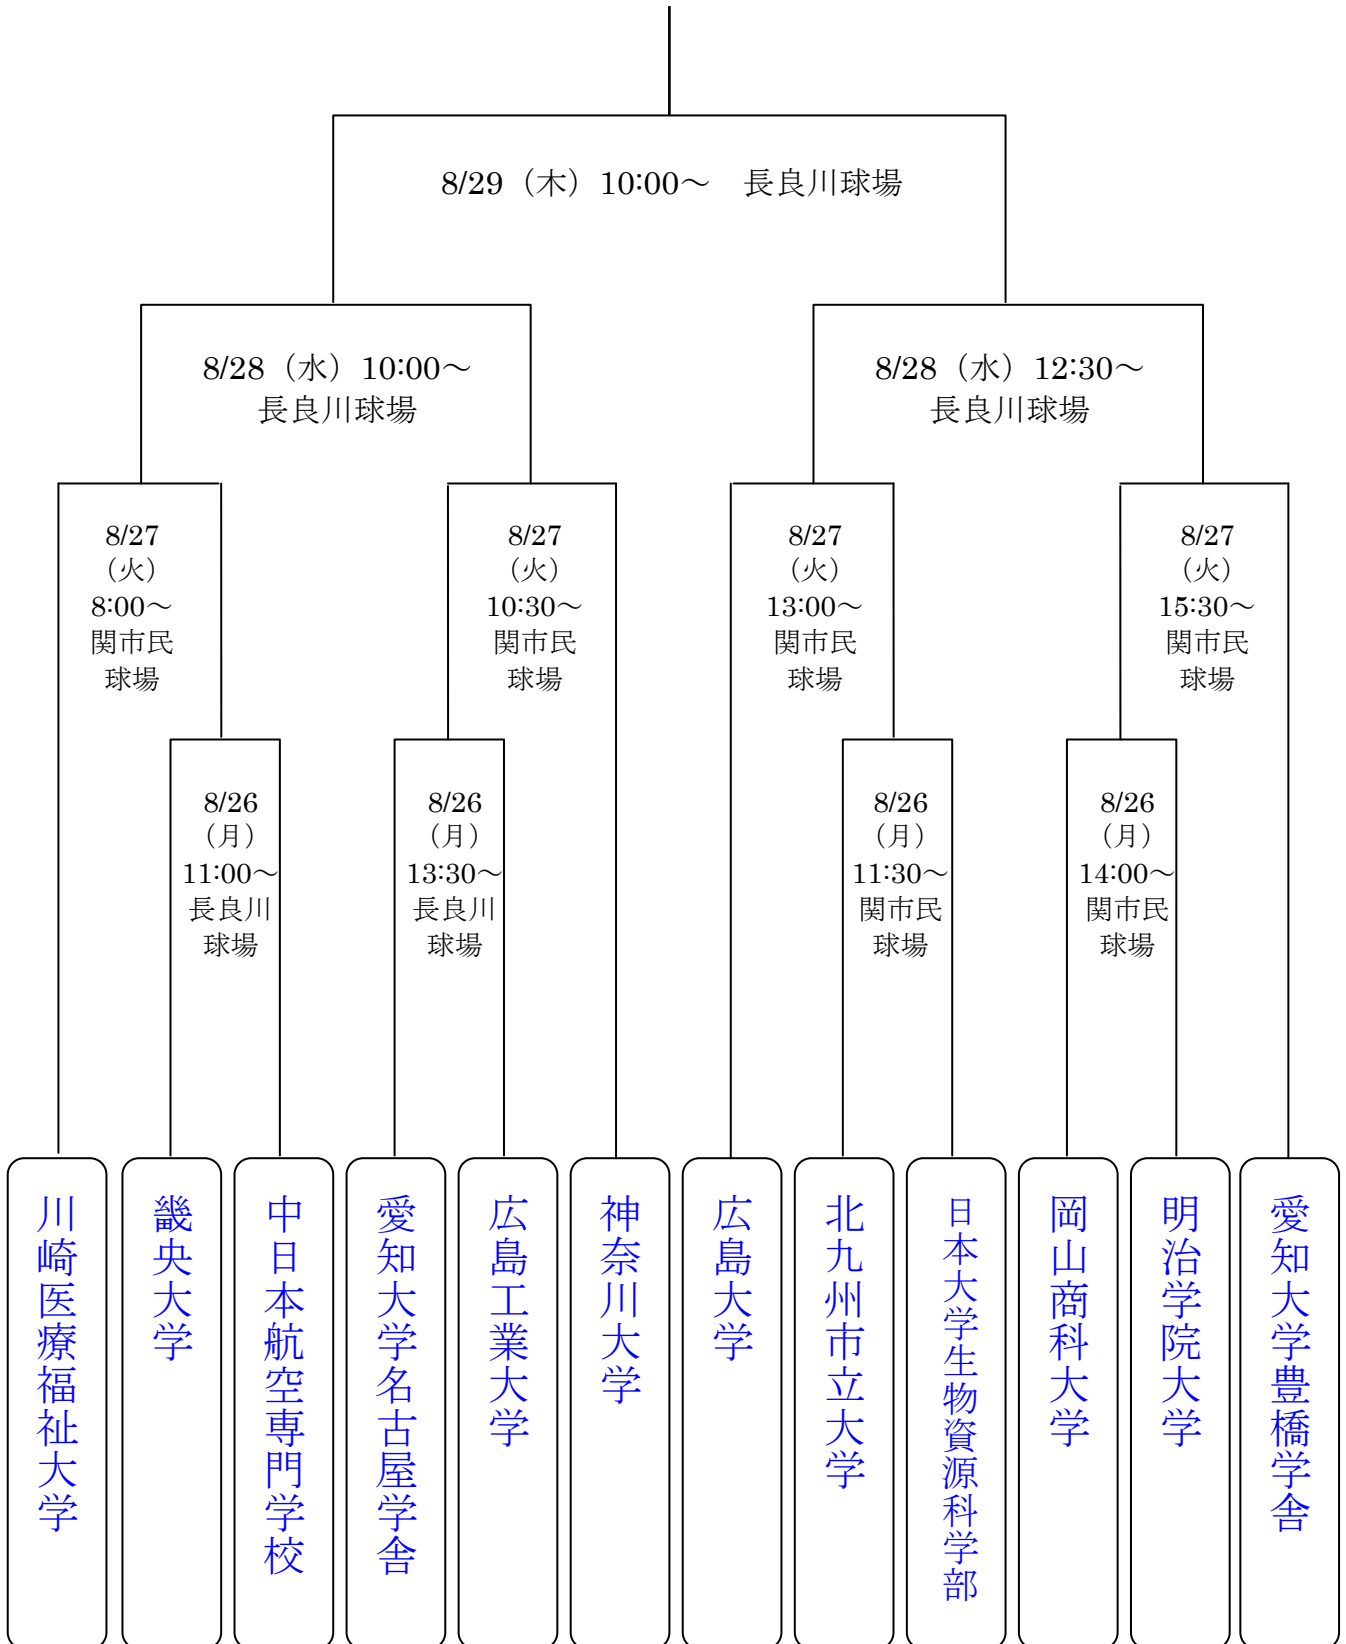 8/29（木）10:00～　長良川球場
8/28（水）10:00～
長良川球場
8/28（水）12:30～
長良川球場
8/27
（火）
8:00～
関市民
球場
8/27
（火）
10:30～
関市民
球場
8/27
（火）
13:00～
関市民
球場
8/27
（火）
15:30～
関市民
球場
8/26
（月）
11:00～
長良川
球場
8/26
（月）
13:30～
長良川
球場
8/26
（月）
11:30～
関市民
球場
8/26
（月）
14:00～
関市民
球場
川崎医療福祉大学
畿央大学
中日本航空専門学校
愛知大学名古屋学舎
広島工業大学
神奈川大学
広島大学
北九州市立大学
日本大学生物資源科学部
岡山商科大学
明治学院大学
愛知大学豊橋学舎